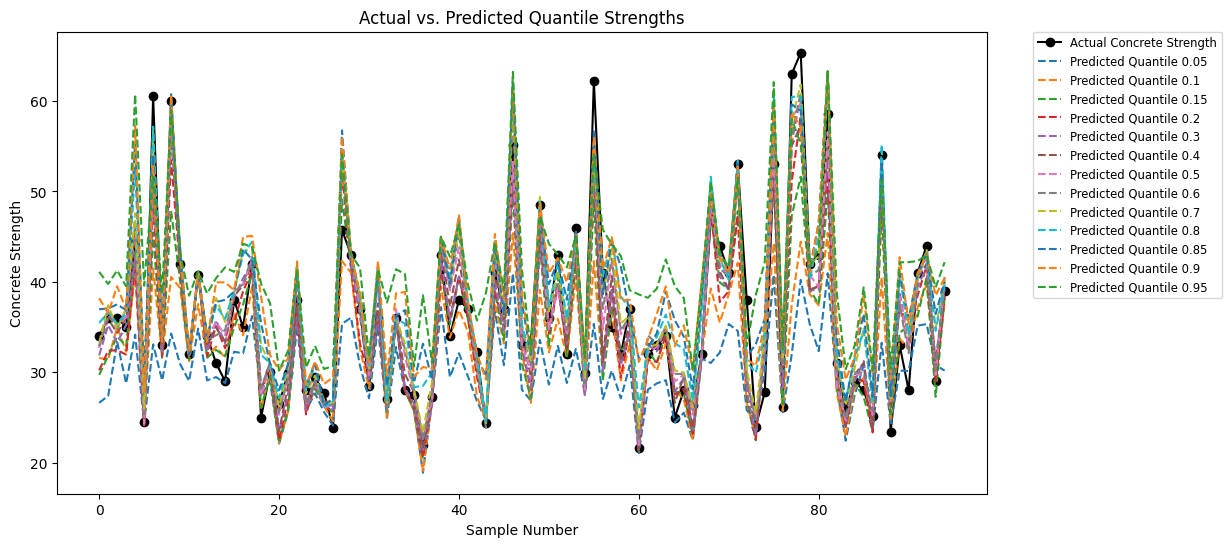 Actual vs. Predicted Quantile Strengths
Concrete Strength
60
50
40
30
20
0
20
40
60
80
Sample Number
Actual Concrete Strength
Predicted Quantile 0.05
Predicted Quantile 0.1
Predicted Quantile 0.15
Predicted Quantile 0.2
Predicted Quantile 0.3
Predicted Quantile 0.4
Predicted Quantile 0.5
Predicted Quantile 0.6
Predicted Quantile 0.7
Predicted Quantile 0.8
Predicted Quantile 0.85
Predicted Quantile 0.9
Predicted Quantile 0.95